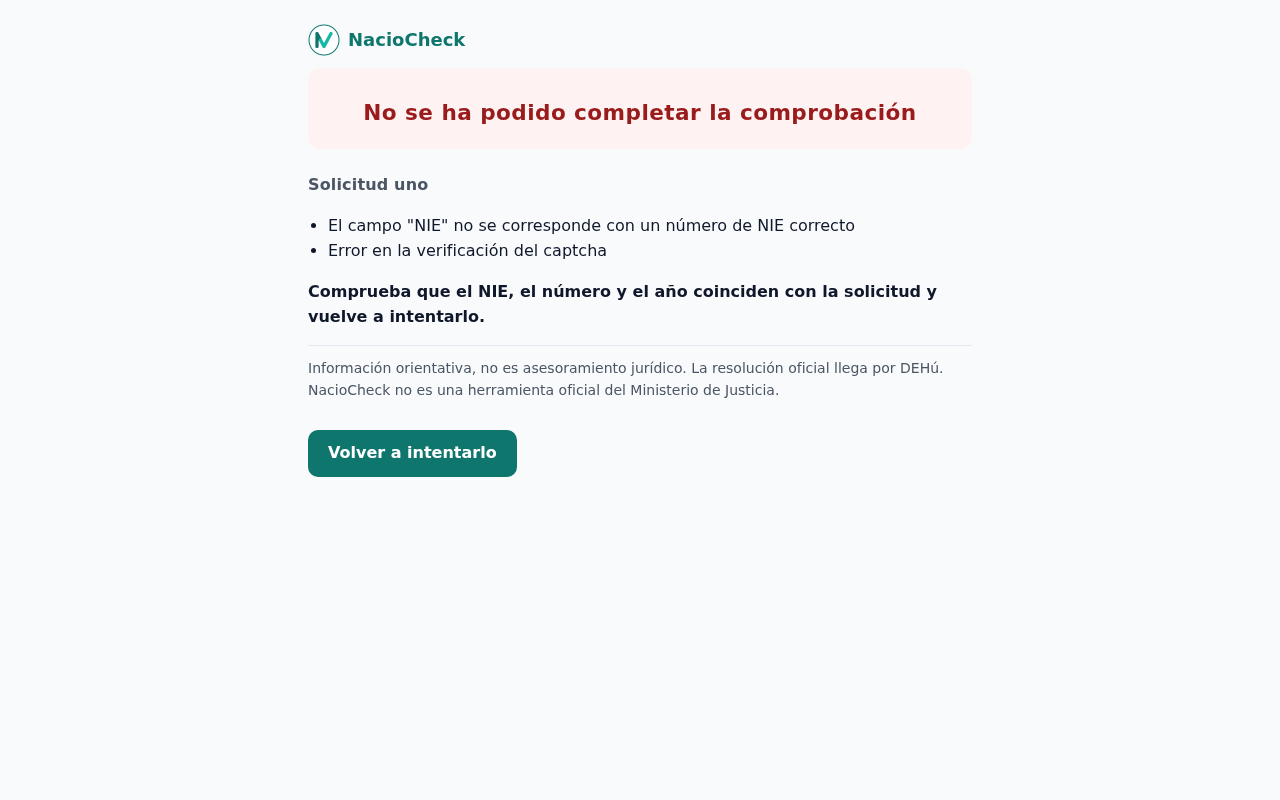 NacioCheck
No se ha podido completar la comprobación
Solicitud uno
• El campo "NIE" no se corresponde con un número de NIE correcto
• Error en la verificación del captcha
Comprueba que el NIE, el número y el año coinciden con la solicitud y
vuelve a intentarlo.
Información orientativa, no es asesoramiento jurídico. La resolución oficial llega por DEHú.
NacioCheck no es una herramienta oficial del Ministerio de Justicia.
Volver a intentarlo